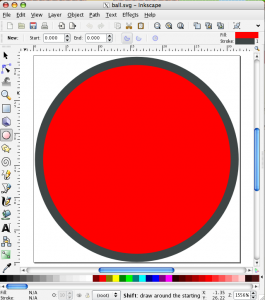 ball.svg - Inkscape
File Edit View Layer Object Path Text Effects Help
New: Start: 0.000 End: 0.000
Fill:
Stroke:
Fill: N/A
Stroke: N/A
(root)
Shift: draw around the starting
X: -1.35
Y: 20.22
Z: 1556%